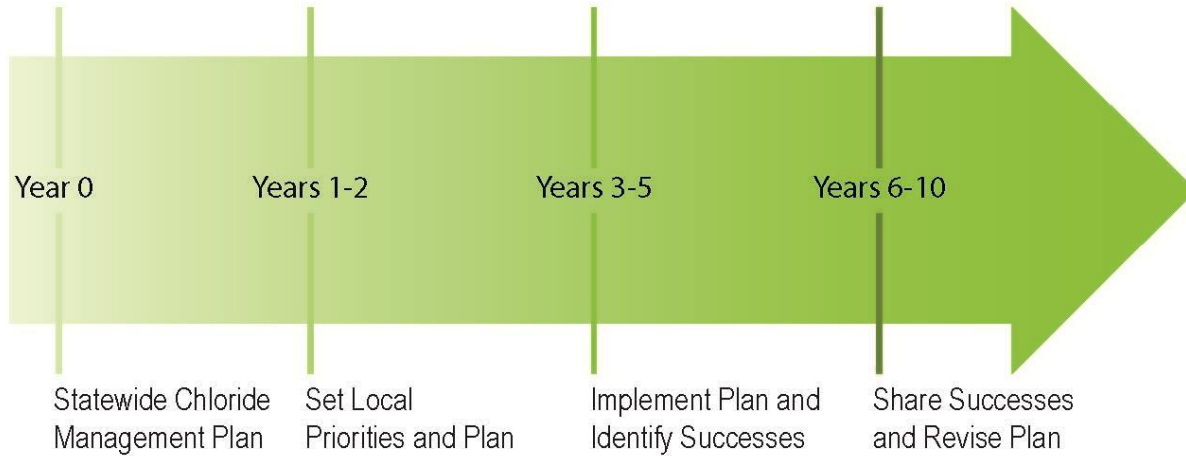 Year 0
Years 1-2
Years 3-5
Years 6-10
Statewide Chloride
Management Plan
Set Local
Priorities and Plan
Implement Plan and
Identify Successes
Share Successes
and Revise Plan